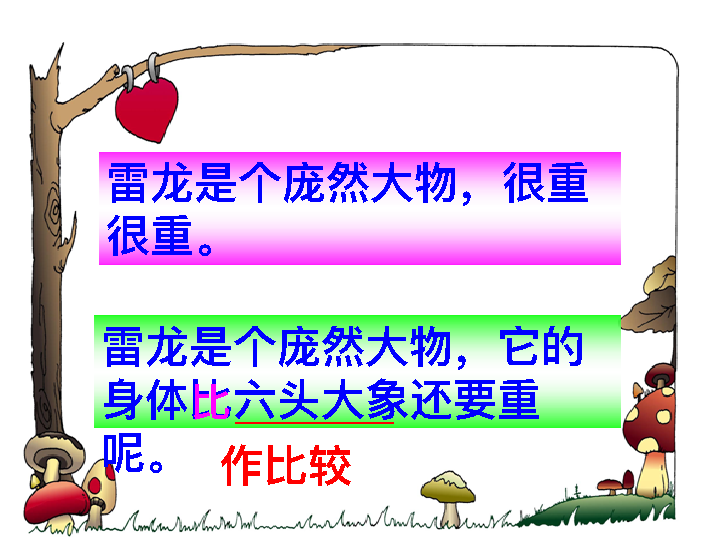 雷龙是个庞然大物，很重
很重。
雷龙是个庞然大物，它的
身体比六头大象还要重
呢。
作比较